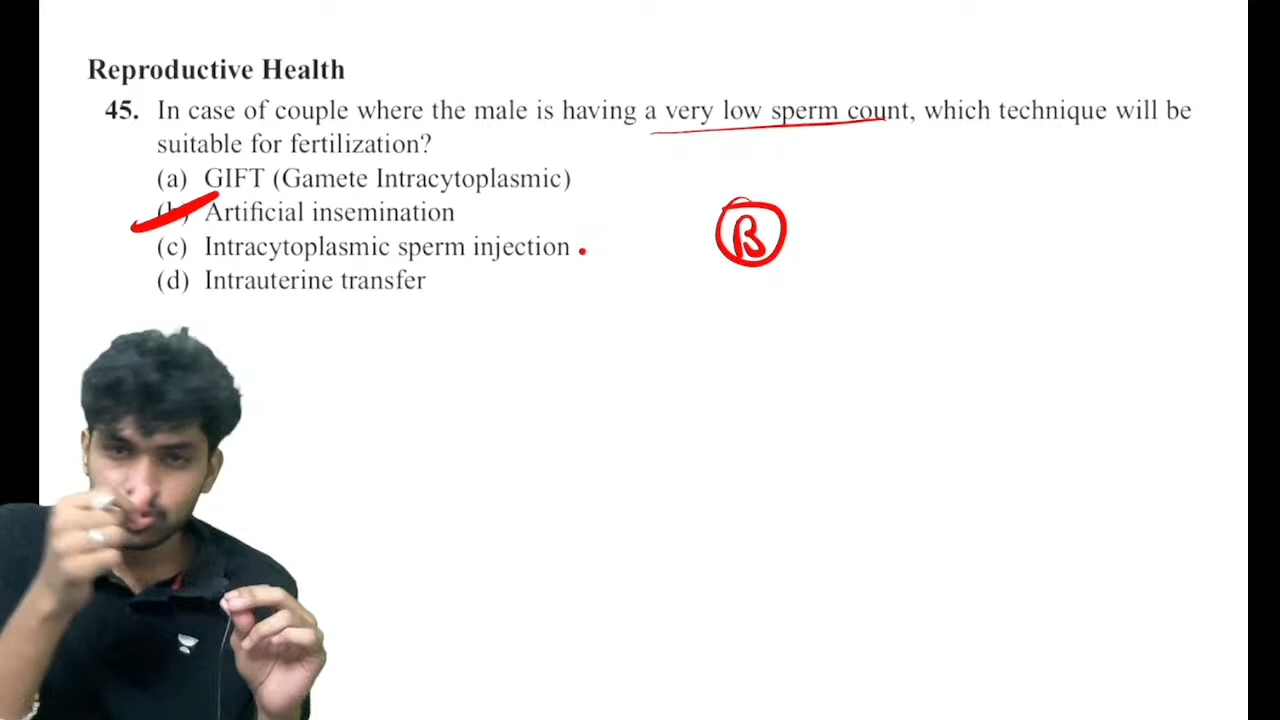 Reproductive Health
45. In case of couple where the male is having a very low sperm count, which technique will be
suitable for fertilization?
(a) GIFT (Gamete Intracytoplasmic)
(b) Artificial insemination
B
(c) Intracytoplasmic sperm injection
(d) Intrauterine transfer